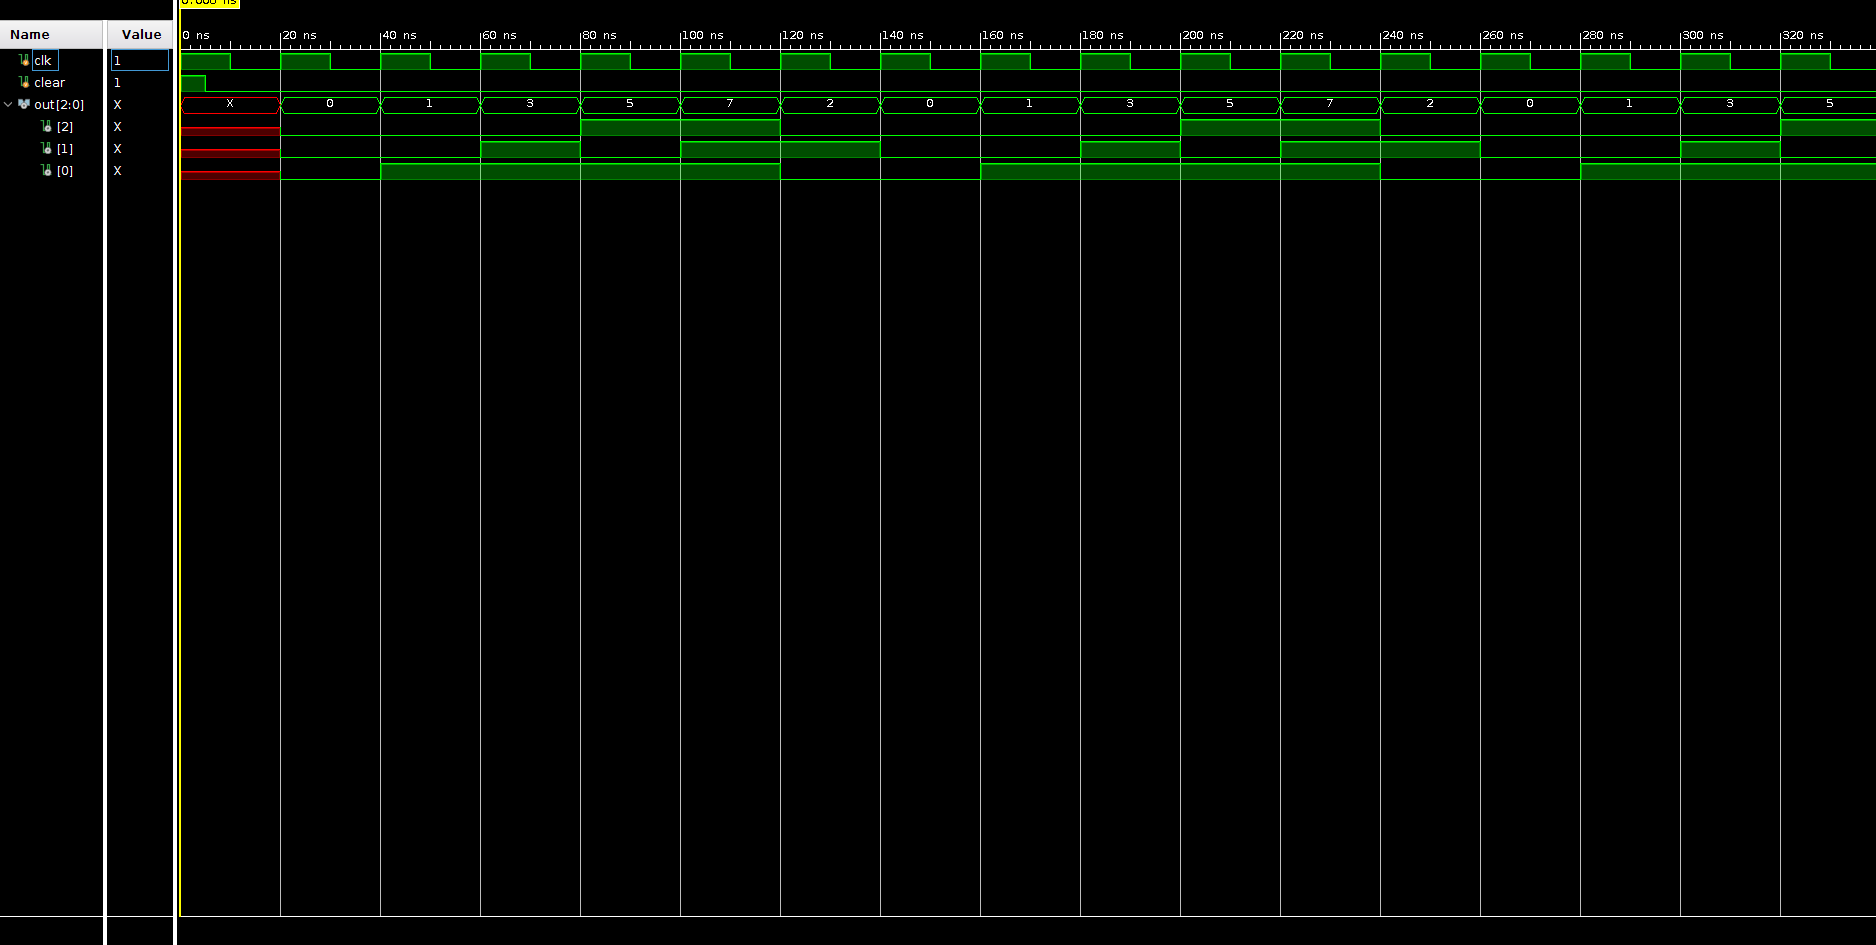 0.000 ns
Name Value 0 ns 20 ns 40 ns 60 ns 80 ns 100 ns 120 ns 140 ns 160 ns 180 ns 200 ns 220 ns 240 ns 260 ns 280 ns 300 ns 320 ns
clk 1
clear 1
out[2:0] X X 0 1 3 5 7 2 0 1 3 5 7 2 0 1 3 5
[2] X
[1] X
[0] X